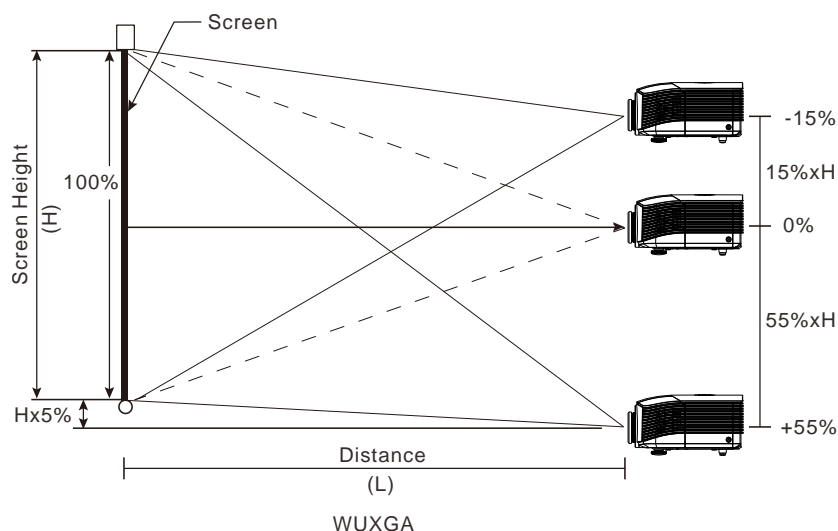 Screen
-15%
15%xH
100%
Screen Height
(H)
0%
55%xH
Hx5%
+55%
Distance
(L)
WUXGA